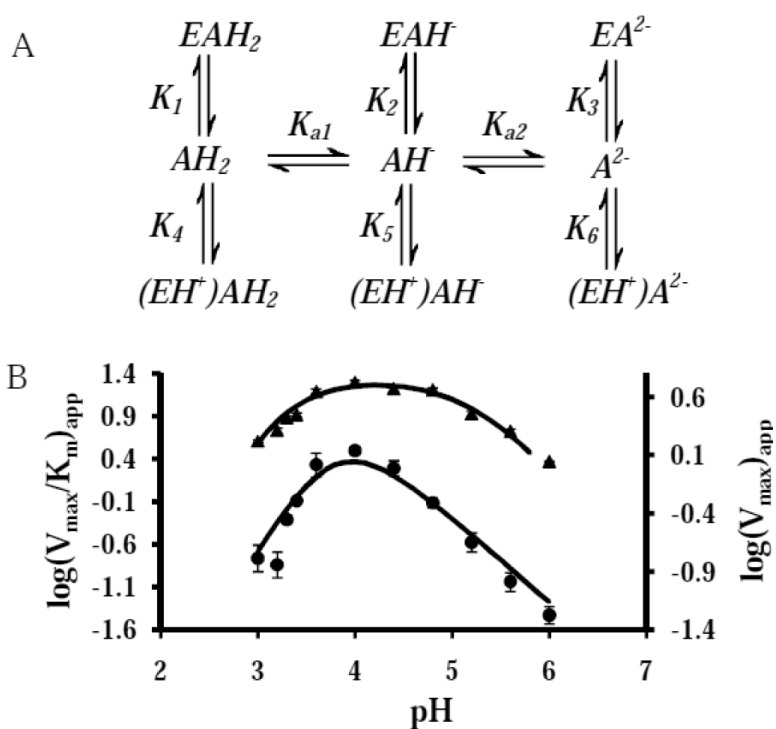 A
EAH₂ EAH⁻ EA²⁻
K₁ K₂ K₃
Kₐ₁ Kₐ₂
AH₂ AH⁻ A²⁻
K₄ K₅ K₆
(EH⁺)AH₂ (EH⁺)AH⁻ (EH⁺)A²⁻
B
log(Vₘₐₓ/Kₘ)ₐₚₚ
1.4
0.9
0.4
-0.1
-0.6
-1.1
-1.6
0.6
0.1
-0.4
-0.9
-1.4
log(Vₘₐₓ)ₐₚₚ
2 3 4 5 6 7
pH